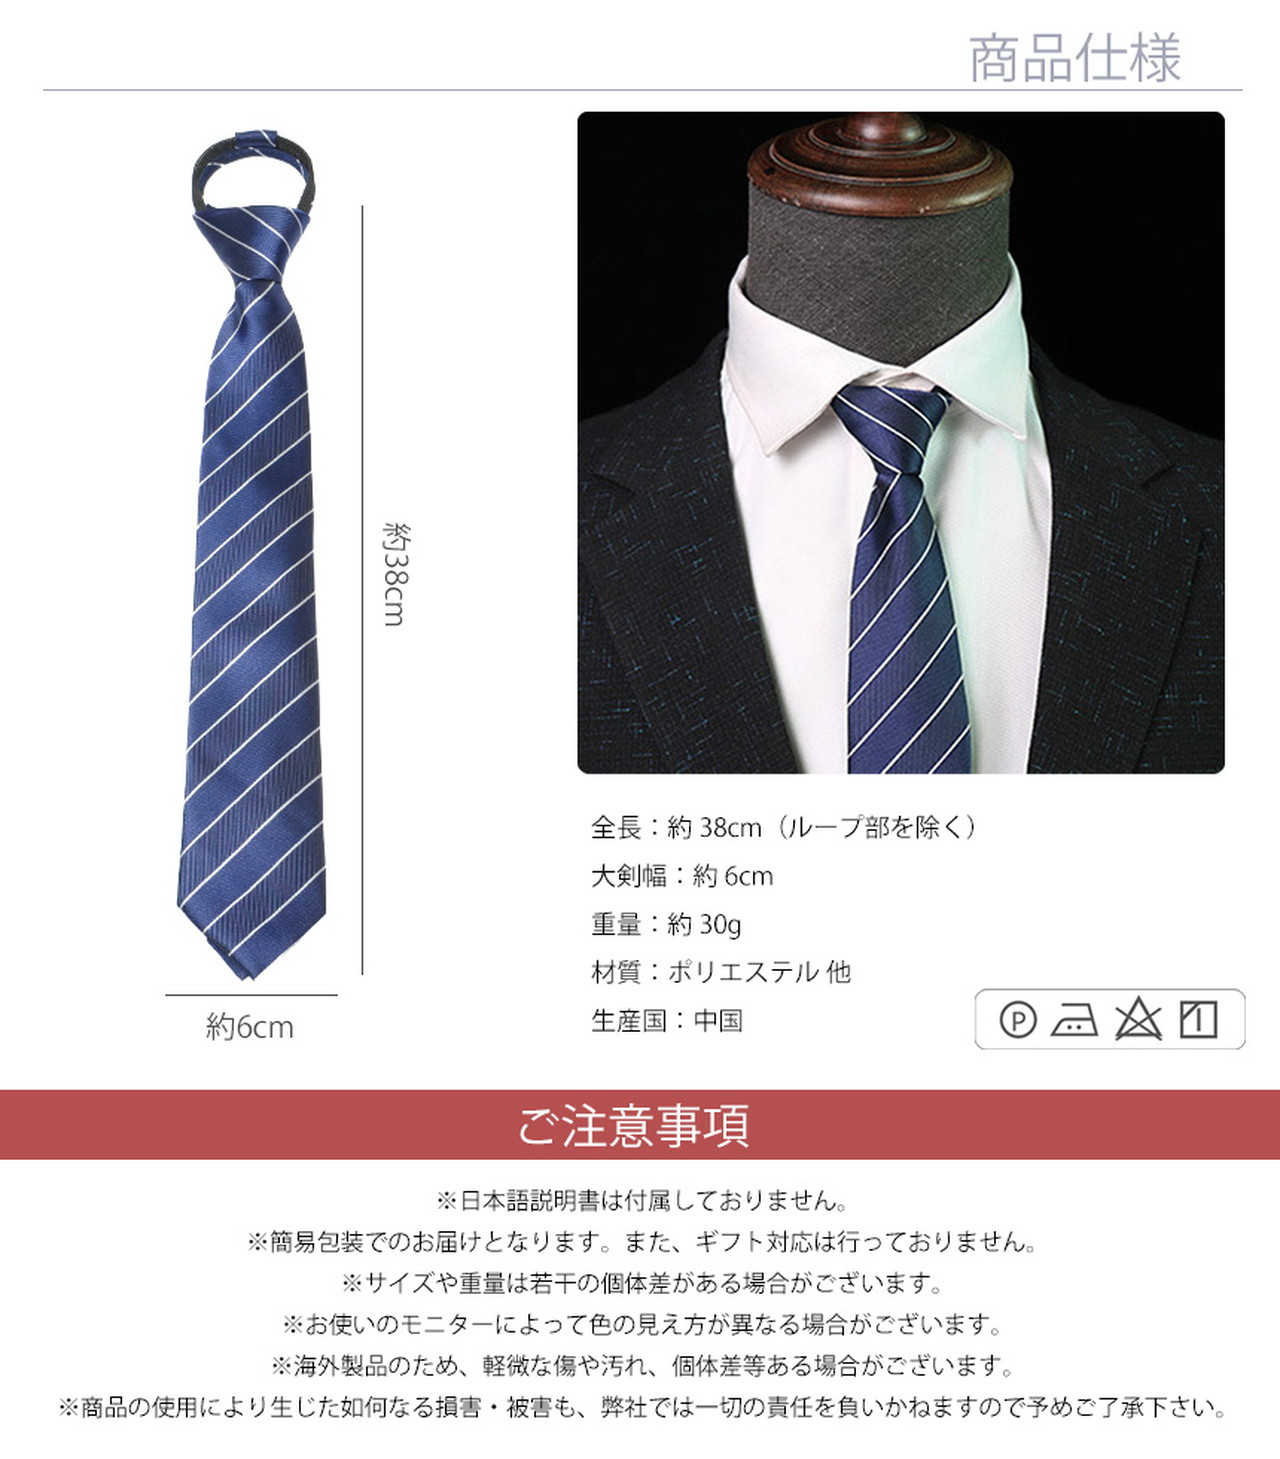 商品仕様
約38cm
約6cm
全長：約 38cm（ループ部を除く）
大剣幅：約 6cm
重量：約 30g
材質：ポリエステル 他
生産国：中国
P
ご注意事項
※日本語説明書は付属しておりません。
※簡易包装でのお届けとなります。また、ギフト対応は行っておりません。
※サイズや重量は若干の個体差がある場合がございます。
※お使いのモニターによって色の見え方が異なる場合がございます。
※海外製品のため、軽微な傷や汚れ、個体差等ある場合がございます。
※商品の使用により生じた如何なる損害・被害も、弊社では一切の責任を負いかねますので予めご了承下さい。